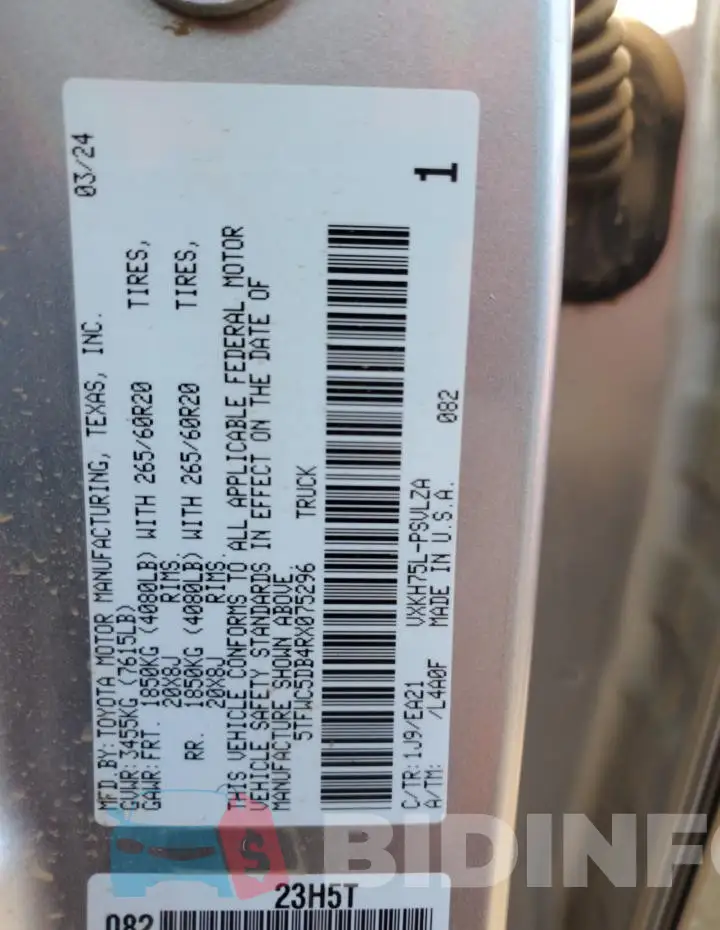 MFD.BY:TOYOTA MOTOR MANUFACTURING, TEXAS, INC. 03/24
GVWR:3455KG (7615LB)
GAWR:FRT. 1850KG (4080LB) WITH 265/60R20 TIRES,
20X8J RIMS.
RR. 1850KG (4080LB) WITH 265/60R20 TIRES,
20X8J RIMS.
THIS VEHICLE CONFORMS TO ALL APPLICABLE FEDERAL MOTOR
VEHICLE SAFETY STANDARDS IN EFFECT ON THE DATE OF
MANUFACTURE SHOWN ABOVE.
5TFWC5DB4RX075296 TRUCK
C/TR:1J9/EA21 VXKH75L-PSVLZA 1
A/TM: /L4A0F MADE IN U.S.A. 082
23H5T
082
$ BIDINFO